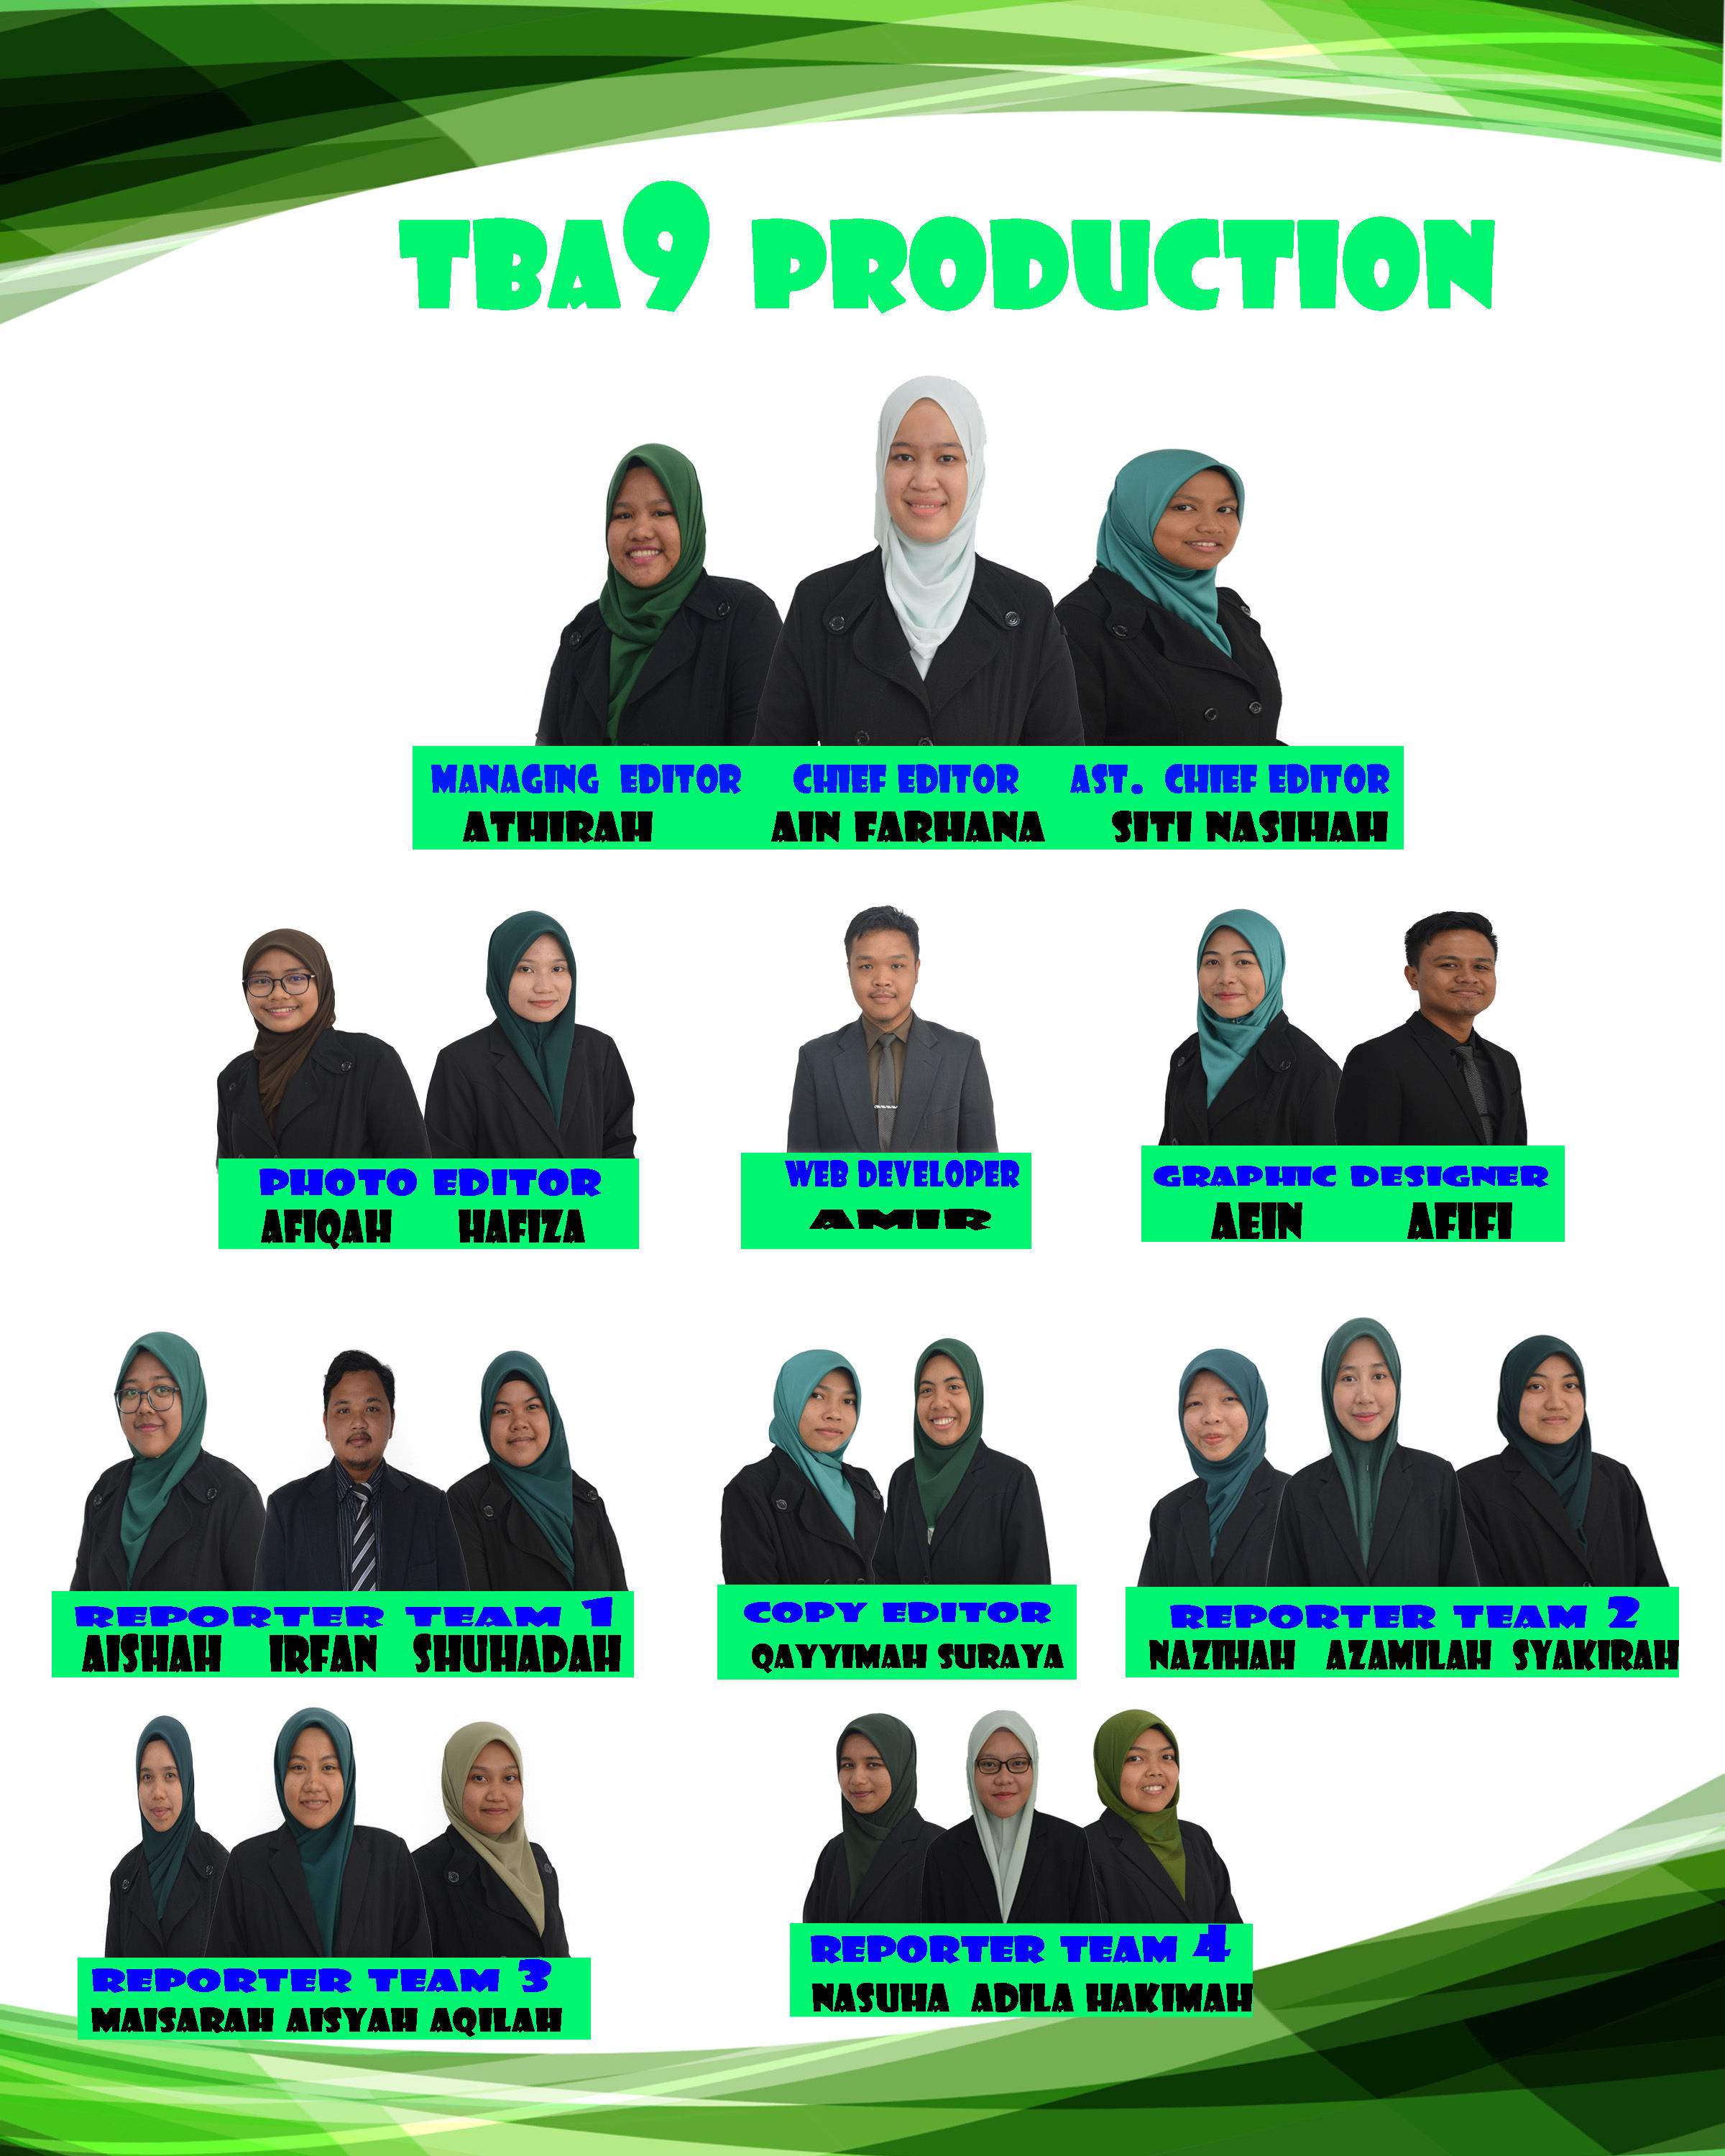 TBA9 PRODUCTION
MANAGING EDITOR CHIEF EDITOR AST. CHIEF EDITOR
ATHIRAH AIN FARHANA SITI NASIHAH
PHOTO EDITOR
AFIQAH HAFIZA
WEB DEVELOPER
AMIR
GRAPHIC DESIGNER
AEIN AFIFI
REPORTER TEAM 1
AISHAH IRFAN SHUHADAH
COPY EDITOR
QAYYIMAH SURAYA
REPORTER TEAM 2
NAZIHAH AZAMILAH SYAKIRAH
REPORTER TEAM 3
MAISARAH AISYAH AQILAH
REPORTER TEAM 4
NASUHA ADILA HAKIMAH